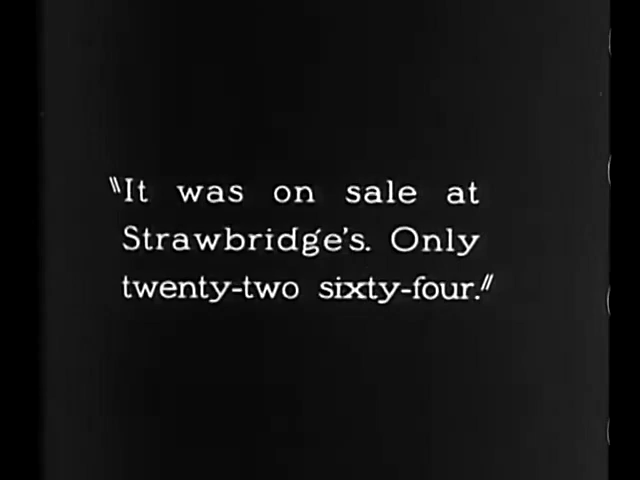 "It was on sale at
Strawbridge's. Only
twenty-two sixty-four."